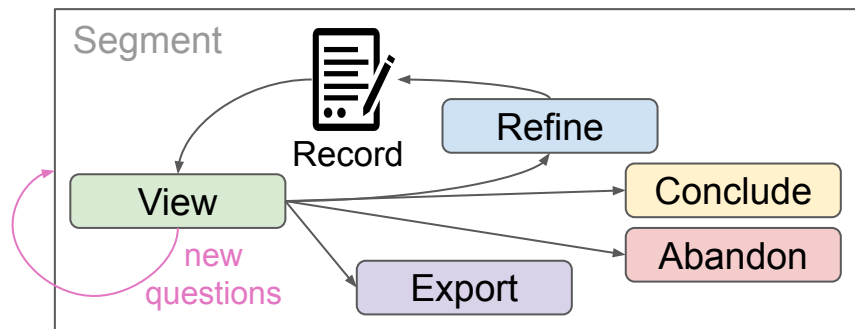 Segment
Refine
Record
Conclude
View
new
questions
Abandon
Export